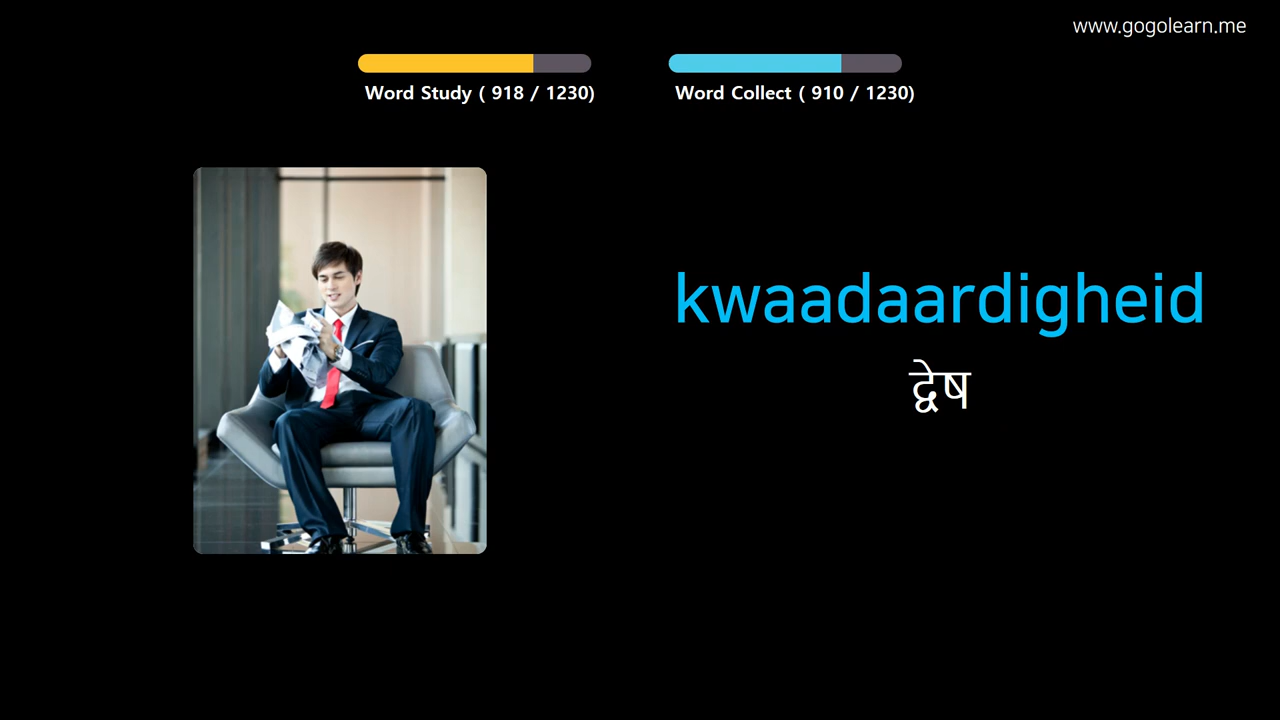 www.gogolearn.me
Word Study ( 918 / 1230)
Word Collect ( 910 / 1230)
kwaadaardigheid
द्वेष